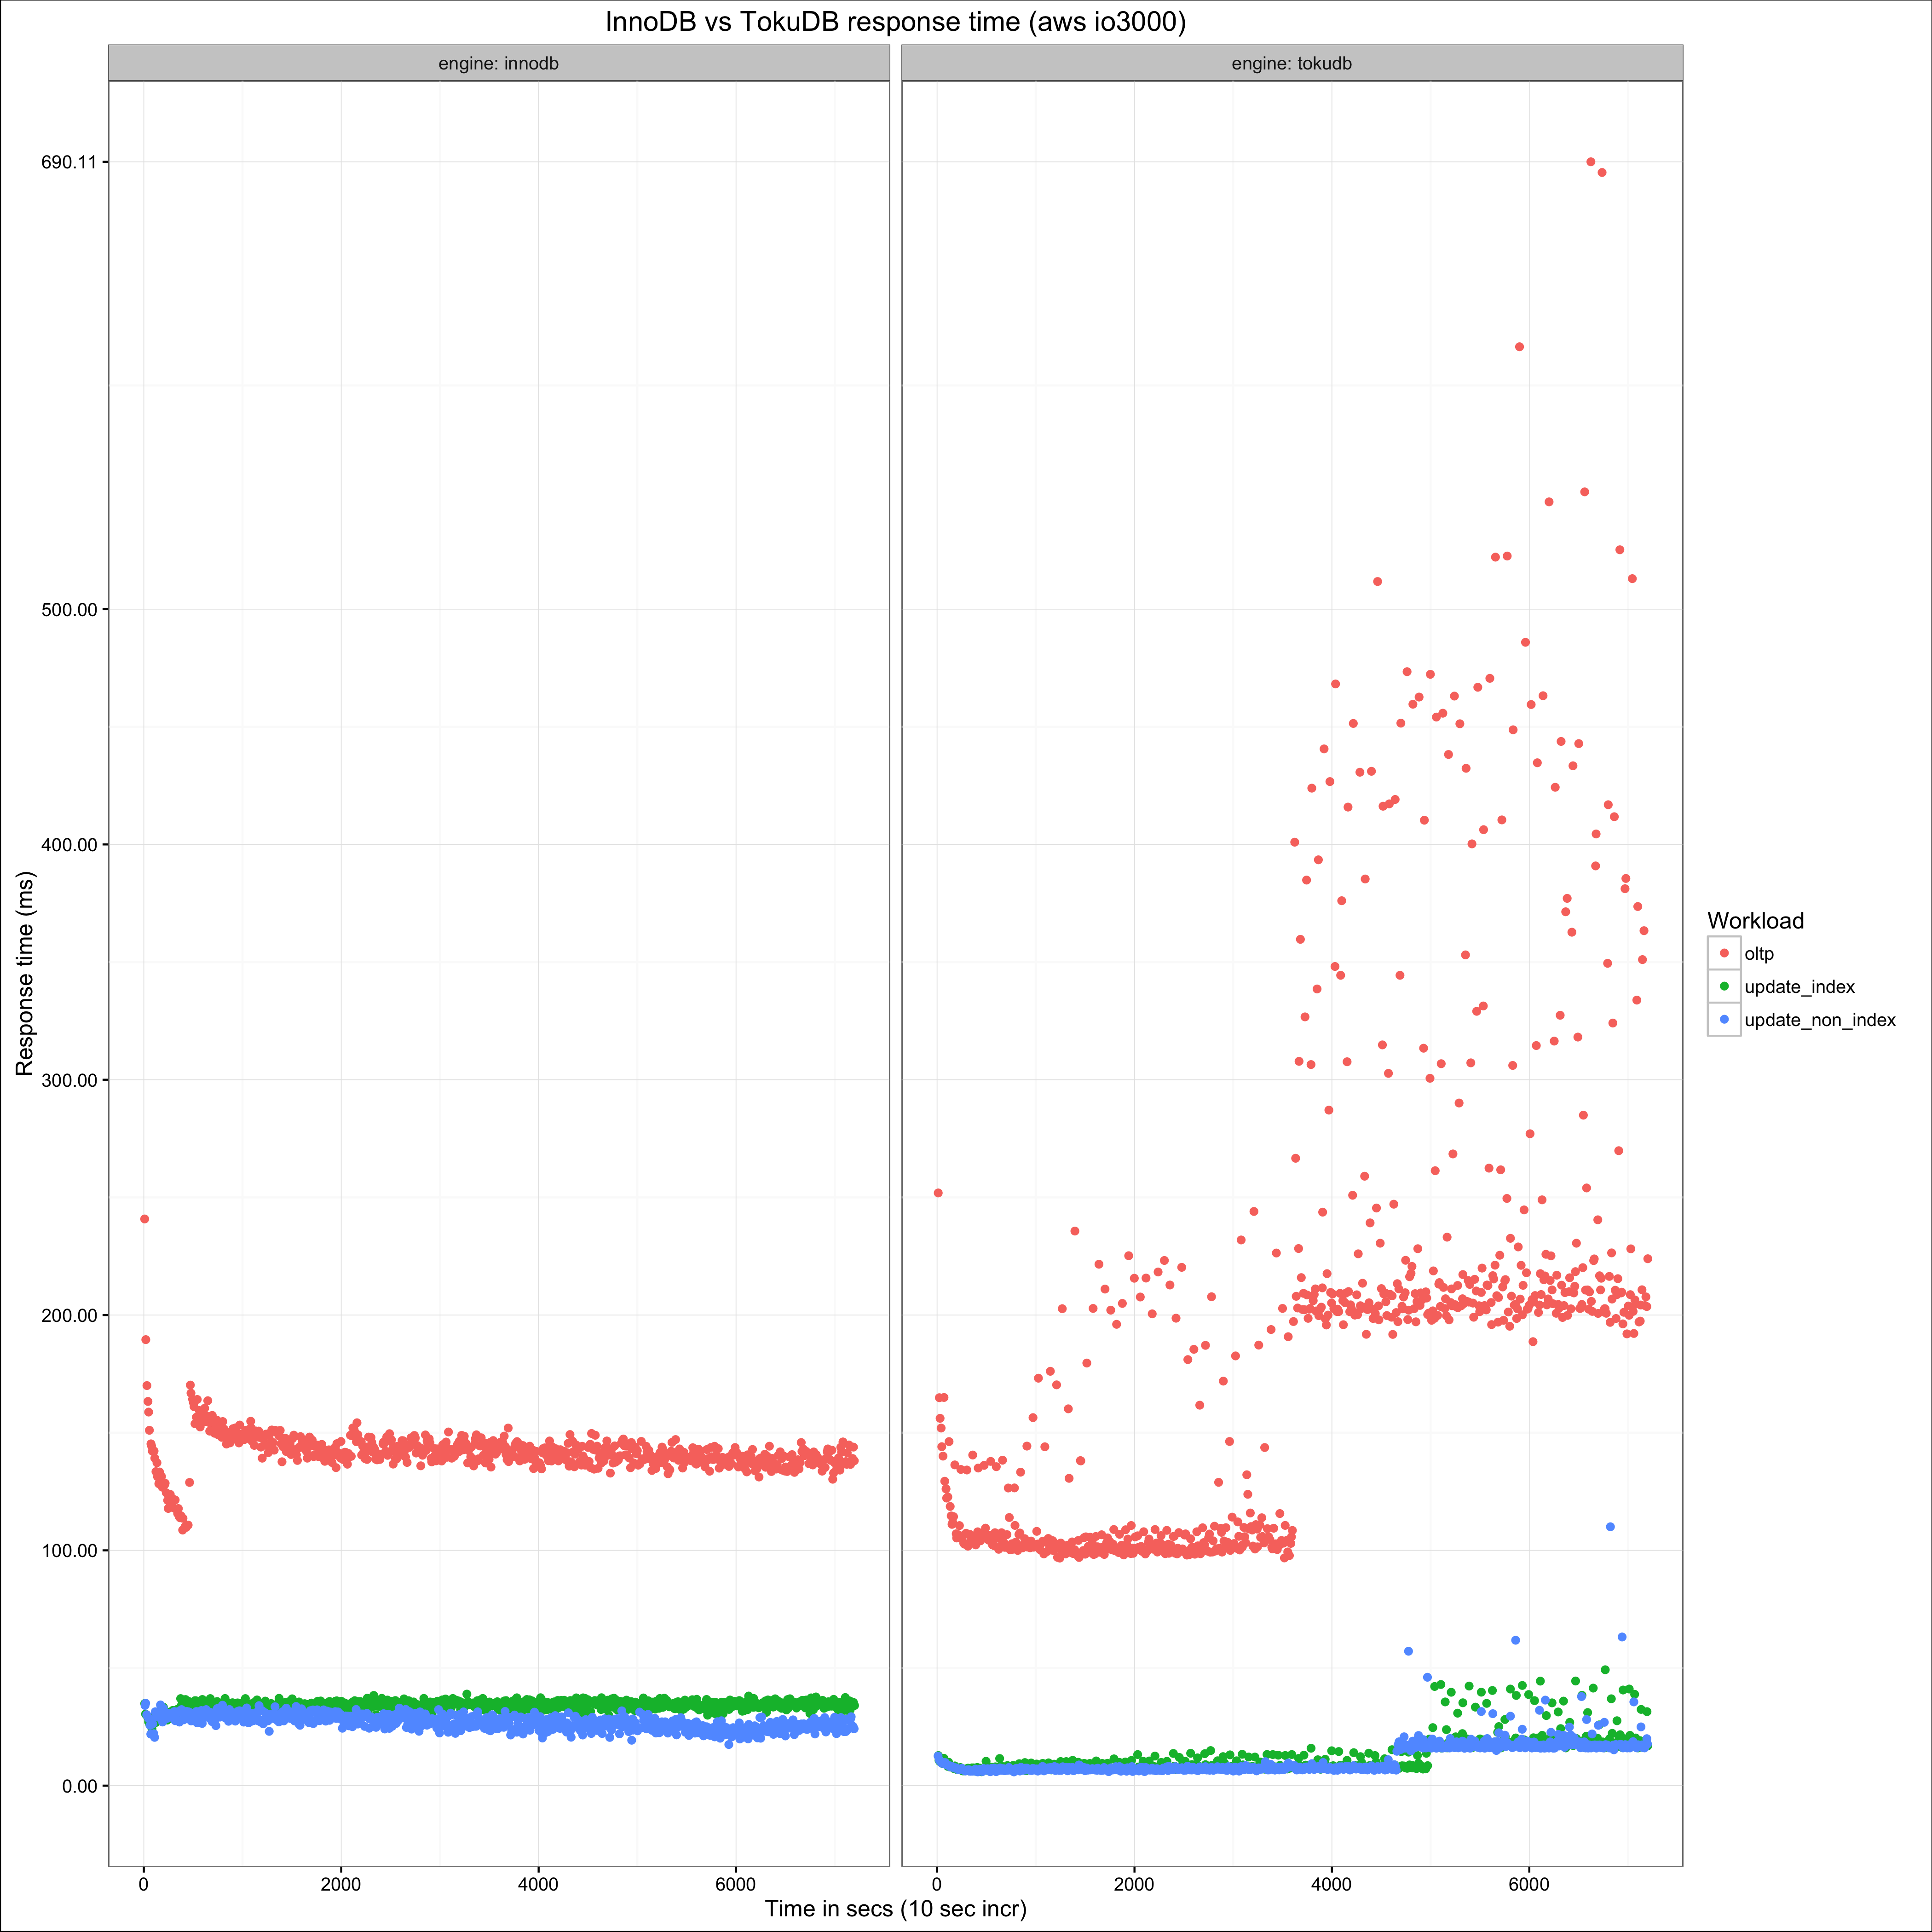 InnoDB vs TokuDB response time (aws io3000)
engine: innodb
engine: tokudb
690.11
500.00
400.00
300.00
200.00
100.00
0.00
Response time (ms)
0 2000 4000 6000
0 2000 4000 6000
Time in secs (10 sec incr)
Workload
oltp
update_index
update_non_index